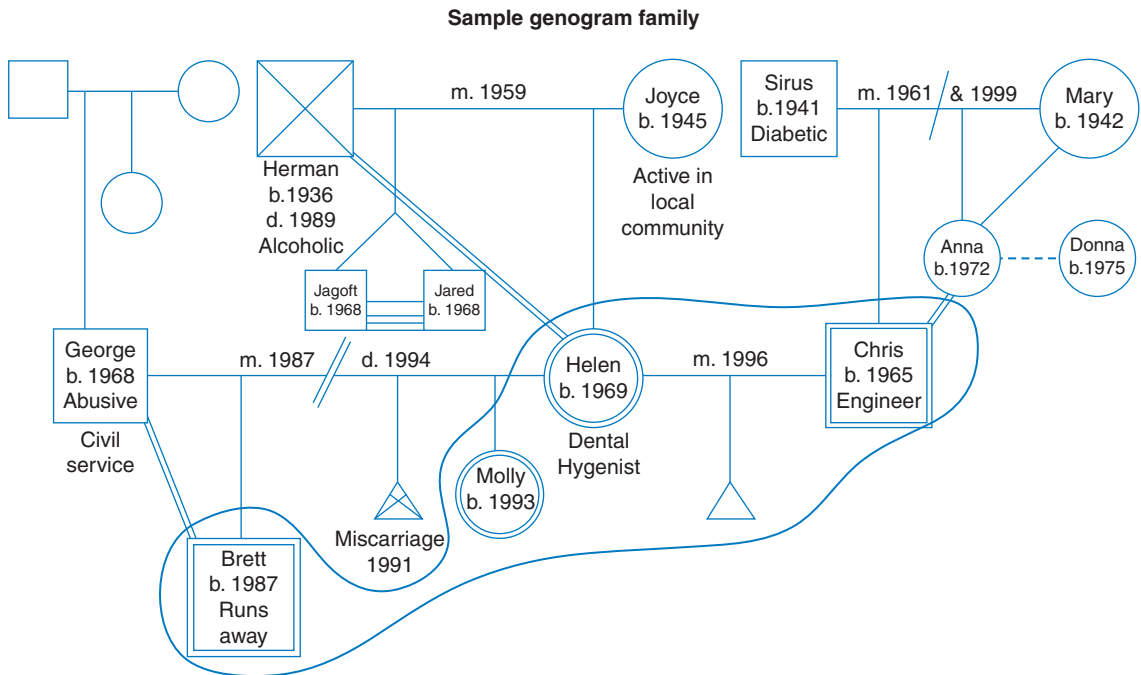 Sample genogram family
m. 1959
Joyce
b. 1945
Active in
local
community
Sirus
b.1941
Diabetic
m. 1961
& 1999
Mary
b. 1942
Herman
b.1936
d. 1989
Alcoholic
Anna
b.1972
Donna
b.1975
Jagoft
b. 1968
Jared
b. 1968
George
b. 1968
Abusive
Civil
service
m. 1987
d. 1994
Helen
b. 1969
Dental
Hygenist
m. 1996
Chris
b. 1965
Engineer
Molly
b. 1993
Miscarriage
1991
Brett
b. 1987
Runs
away